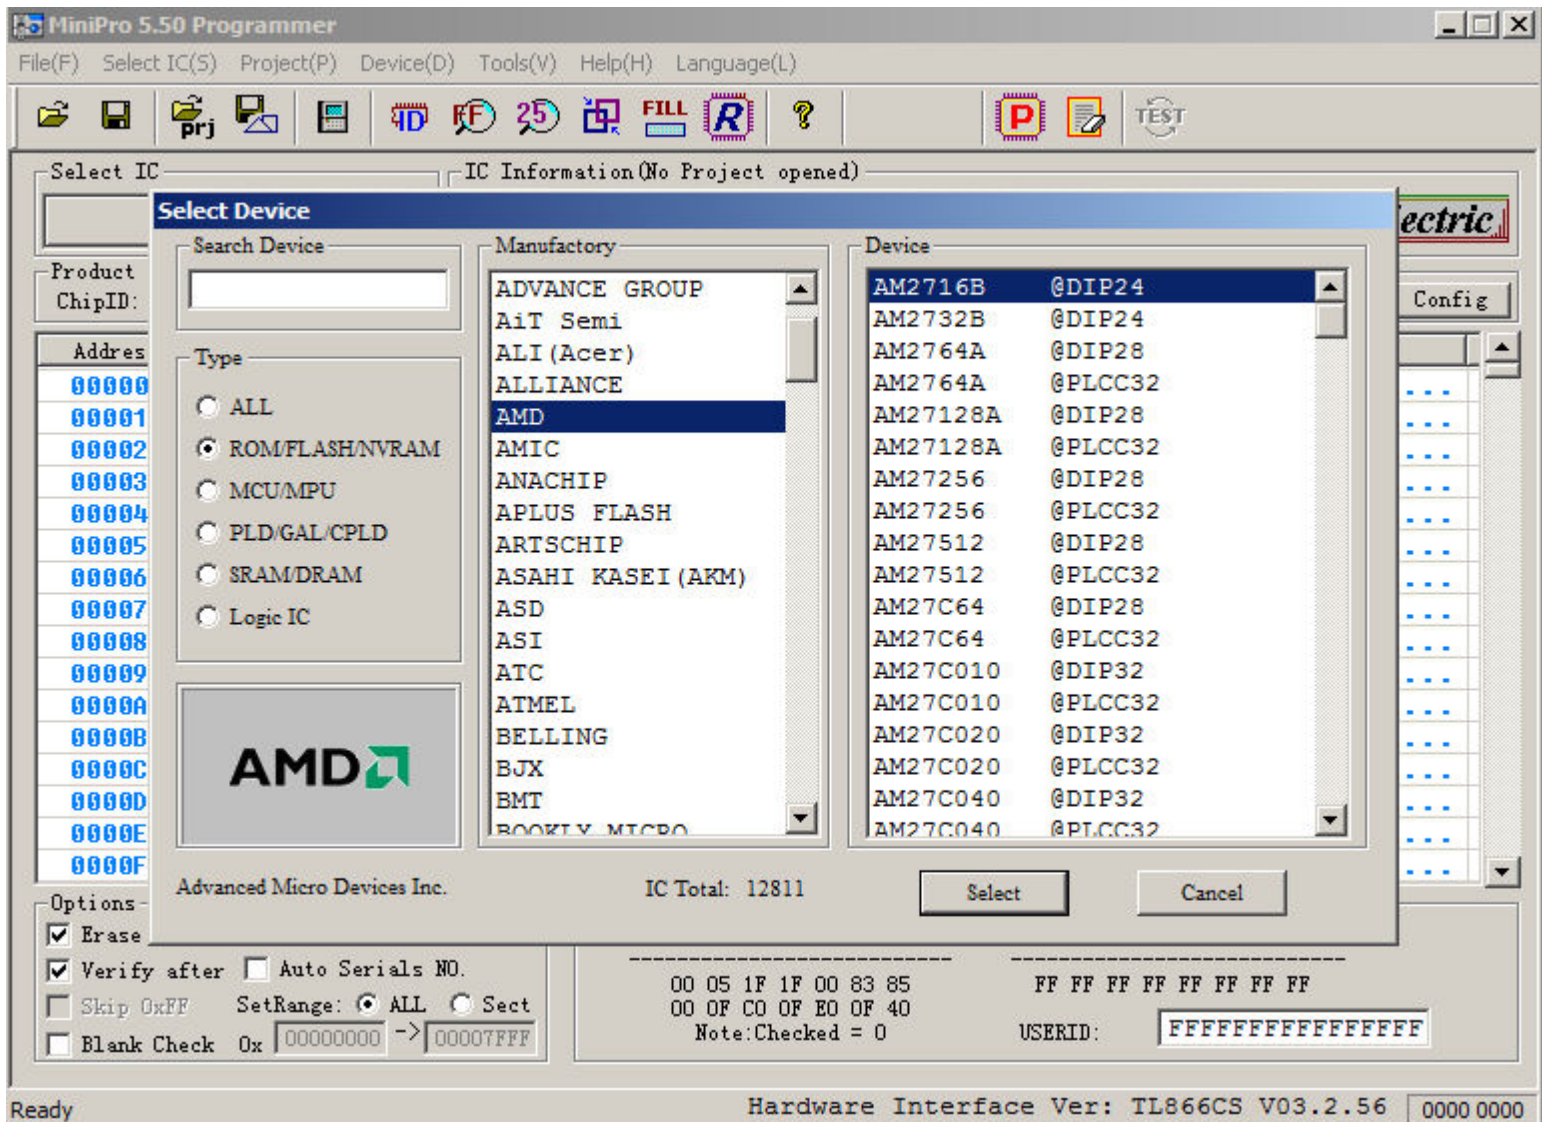 MiniPro 5.50 Programmer
File(F) Select IC(S) Project(P) Device(D) Tools(V) Help(H) Language(L)
prj FF 25 FILL R ? P TEST
Select IC IC Information(No Project opened)
Select Device
ectric
Search Device Manufactory Device
Product
ChipID:
Config
Addres
00000
00001
00002
00003
00004
00005
00006
00007
00008
00009
0000A
0000B
0000C
0000D
0000E
0000F
Type
ALL
ROM/FLASH/NVRAM
MCU/MPU
PLD/GAL/CPLD
SRAM/DRAM
Logic IC
AMD
Advanced Micro Devices Inc.
ADVANCE GROUP
AiT Semi
ALI(Acer)
ALLIANCE
AMD
AMIC
ANACHIP
APLUS FLASH
ARTSCHIP
ASAHI KASEI(AKM)
ASD
ASI
ATC
ATMEL
BELLING
BJX
BMT
BOOKLY MICRO
AM2716B @DIP24
AM2732B @DIP24
AM2764A @DIP28
AM2764A @PLCC32
AM27128A @DIP28
AM27128A @PLCC32
AM27256 @DIP28
AM27256 @PLCC32
AM27512 @DIP28
AM27512 @PLCC32
AM27C64 @DIP28
AM27C64 @PLCC32
AM27C010 @DIP32
AM27C010 @PLCC32
AM27C020 @DIP32
AM27C020 @PLCC32
AM27C040 @DIP32
AM27C040 @PLCC32
IC Total: 12811
Select Cancel
Options
Erase
Verify after Auto Serials NO.
Skip 0xFF SetRange: ALL Sect
Blank Check 0x 00000000 -> 00007FFF
00 05 1F 1F 00 83 85
00 0F C0 0F E0 0F 40
Note:Checked = 0
FF FF FF FF FF FF FF FF
USERID: FFFFFFFFFFFFFFFF
Ready
Hardware Interface Ver: TL866CS V03.2.56 0000 0000